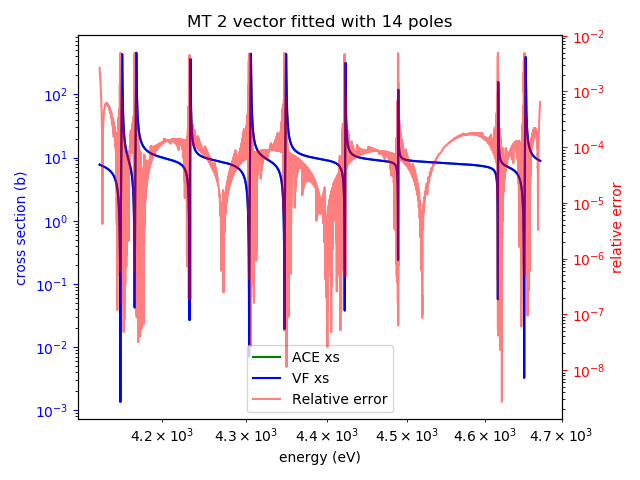 MT 2 vector fitted with 14 poles
cross section (b)
10²
10¹
10⁰
10⁻¹
10⁻²
10⁻³
10⁻²
10⁻³
10⁻⁴
10⁻⁵
10⁻⁶
10⁻⁷
10⁻⁸
relative error
ACE xs
VF xs
Relative error
4.2 × 10³ 4.3 × 10³ 4.4 × 10³ 4.5 × 10³ 4.6 × 10³ 4.7 × 10³
energy (eV)